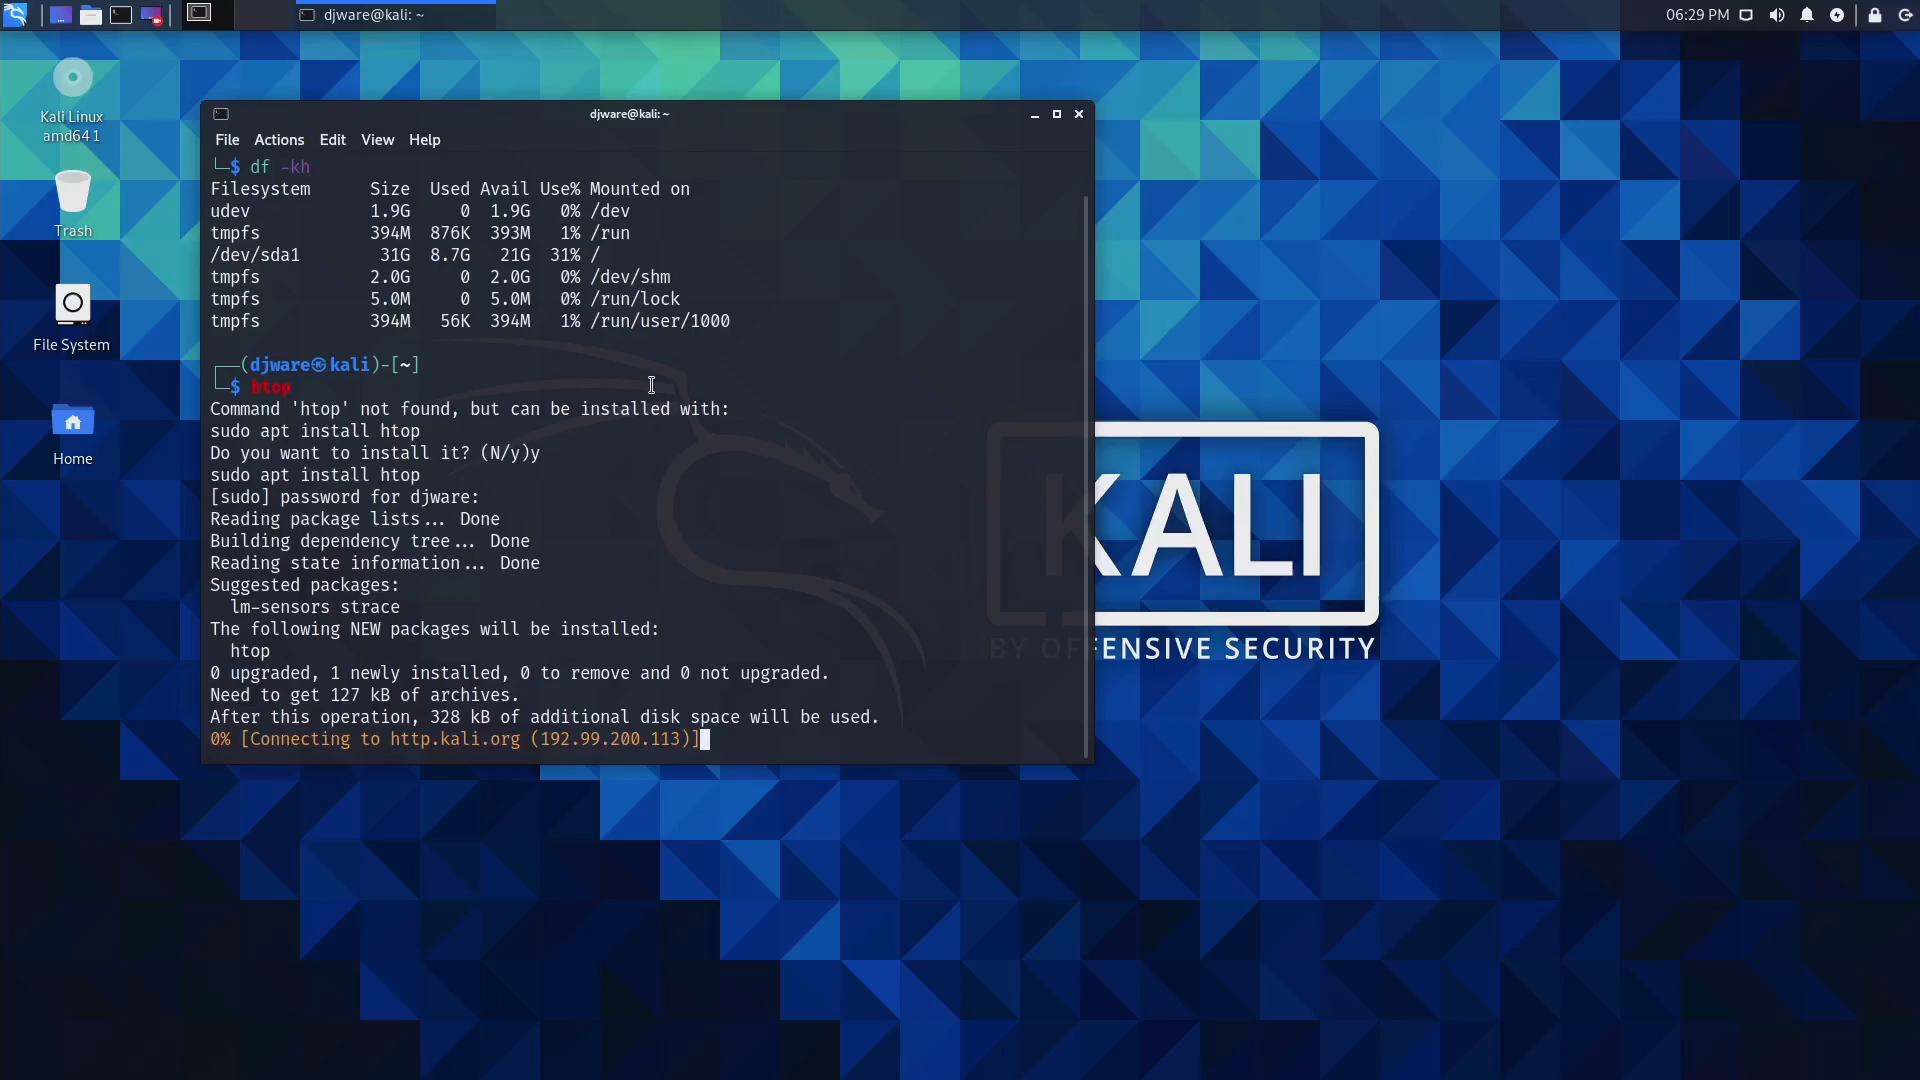 djware@kali: ~
06:29 PM
Kali Linux
amd64 1
Trash
File System
Home
djware@kali: ~
File Actions Edit View Help
└─$ df -kh
Filesystem      Size  Used Avail Use% Mounted on
udev            1.9G     0  1.9G   0% /dev
tmpfs           394M  876K  393M   1% /run
/dev/sda1        31G  8.7G   21G  31% /
tmpfs           2.0G     0  2.0G   0% /dev/shm
tmpfs           5.0M     0  5.0M   0% /run/lock
tmpfs           394M   56K  394M   1% /run/user/1000
┌──(djware㉿kali)-[~]
└─$ htop
Command 'htop' not found, but can be installed with:
sudo apt install htop
Do you want to install it? (N/y)y
sudo apt install htop
[sudo] password for djware:
Reading package lists... Done
Building dependency tree... Done
Reading state information... Done
Suggested packages:
  lm-sensors strace
The following NEW packages will be installed:
  htop
0 upgraded, 1 newly installed, 0 to remove and 0 not upgraded.
Need to get 127 kB of archives.
After this operation, 328 kB of additional disk space will be used.
0% [Connecting to http.kali.org (192.99.200.113)]
KALI
BY OFFENSIVE SECURITY